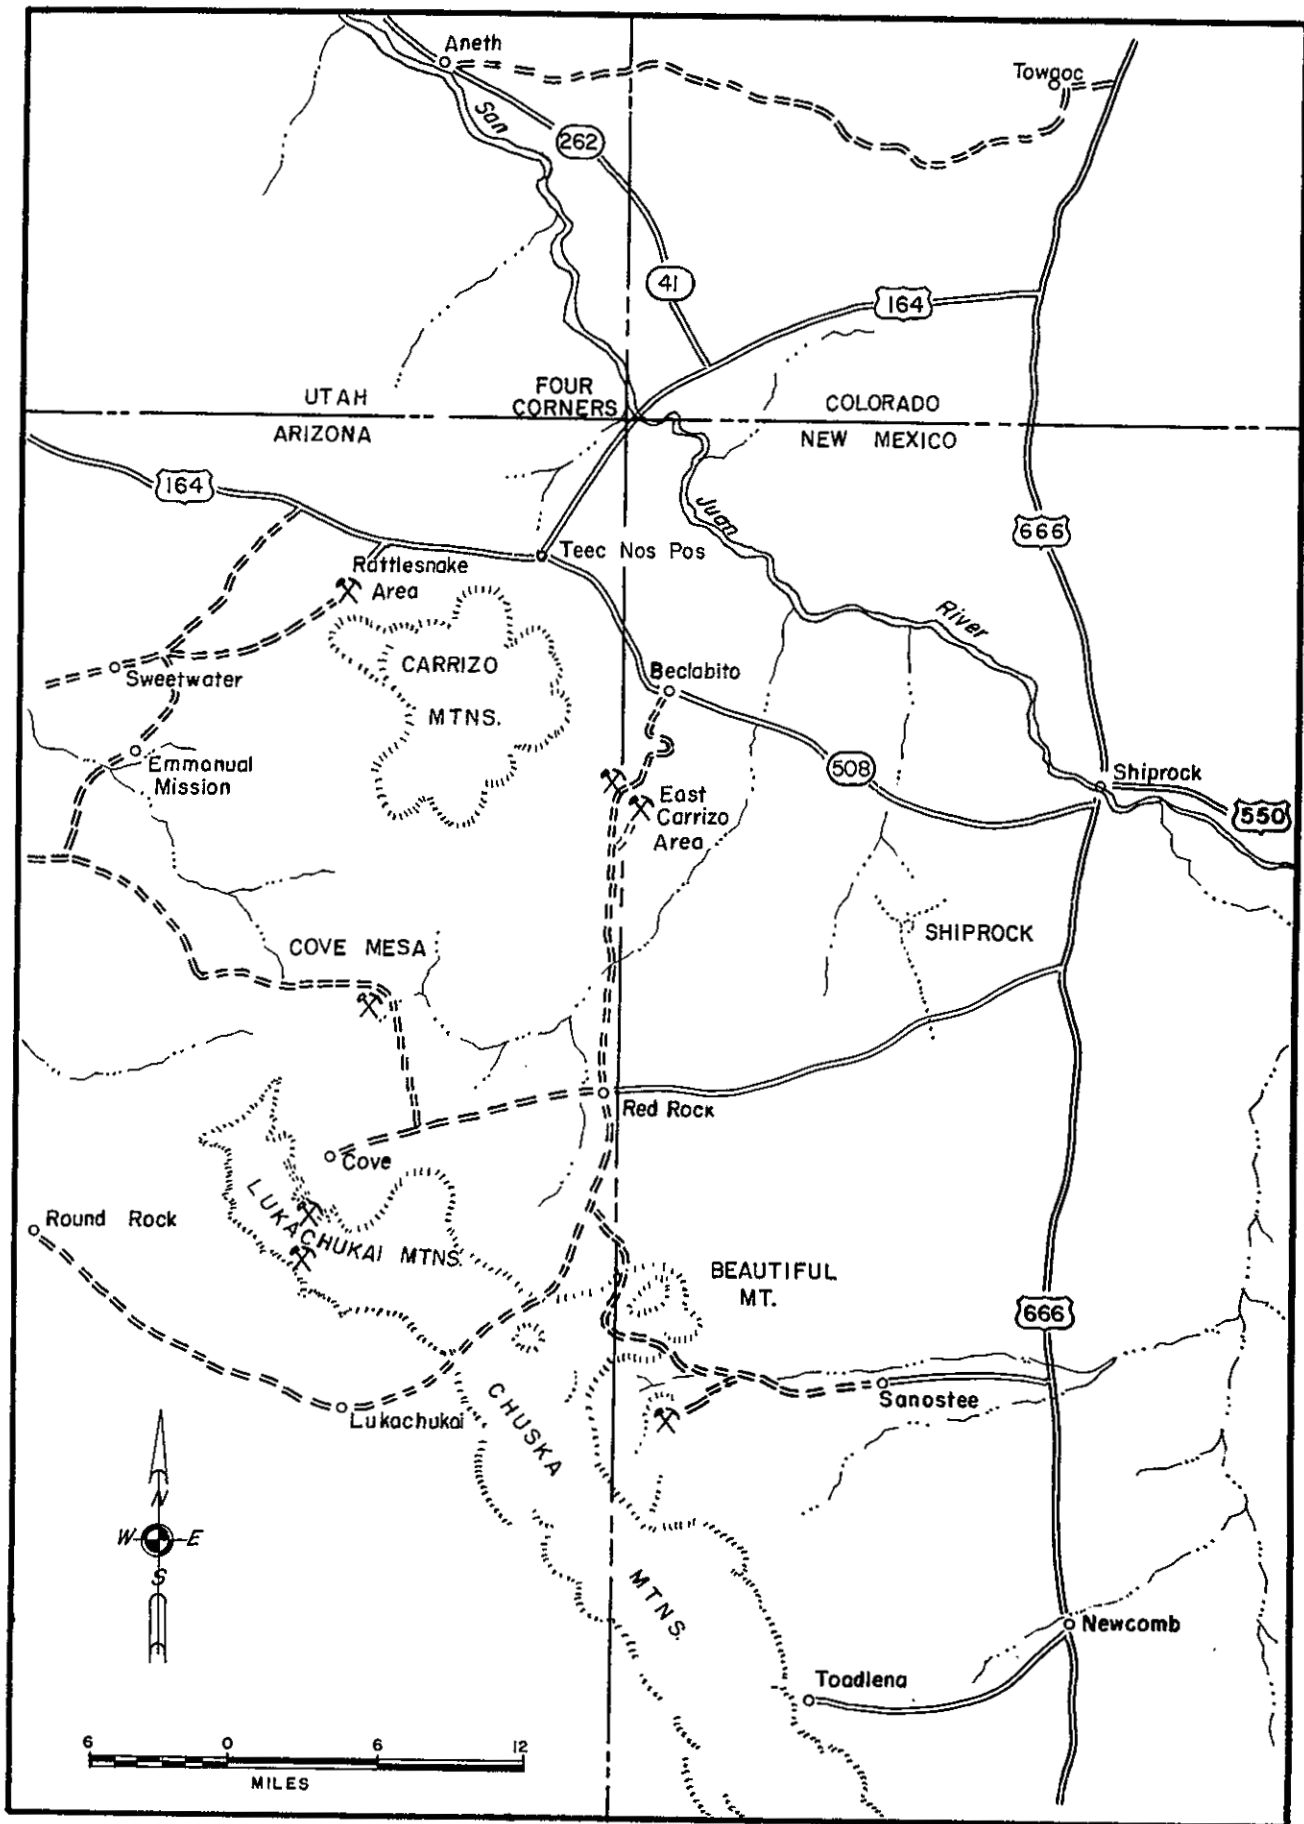 Aneth
Towaoc
San
262
41
164
UTAH
FOUR
CORNERS
COLORADO
ARIZONA
NEW MEXICO
164
Juan
666
Teec Nos Pos
Rattlesnake
Area
River
CARRIZO
MTNS.
Sweetwater
Beclabito
Emmanual
Mission
508
Shiprock
550
East
Carrizo
Area
COVE MESA
SHIPROCK
Red Rock
Cove
Round Rock
LUKACHUKAI MTNS.
BEAUTIFUL
MT.
666
Sanostee
Lukachukai
CHUSKA
MTNS.
N
W E
S
Newcomb
Toadlena
6 0 6 12
MILES